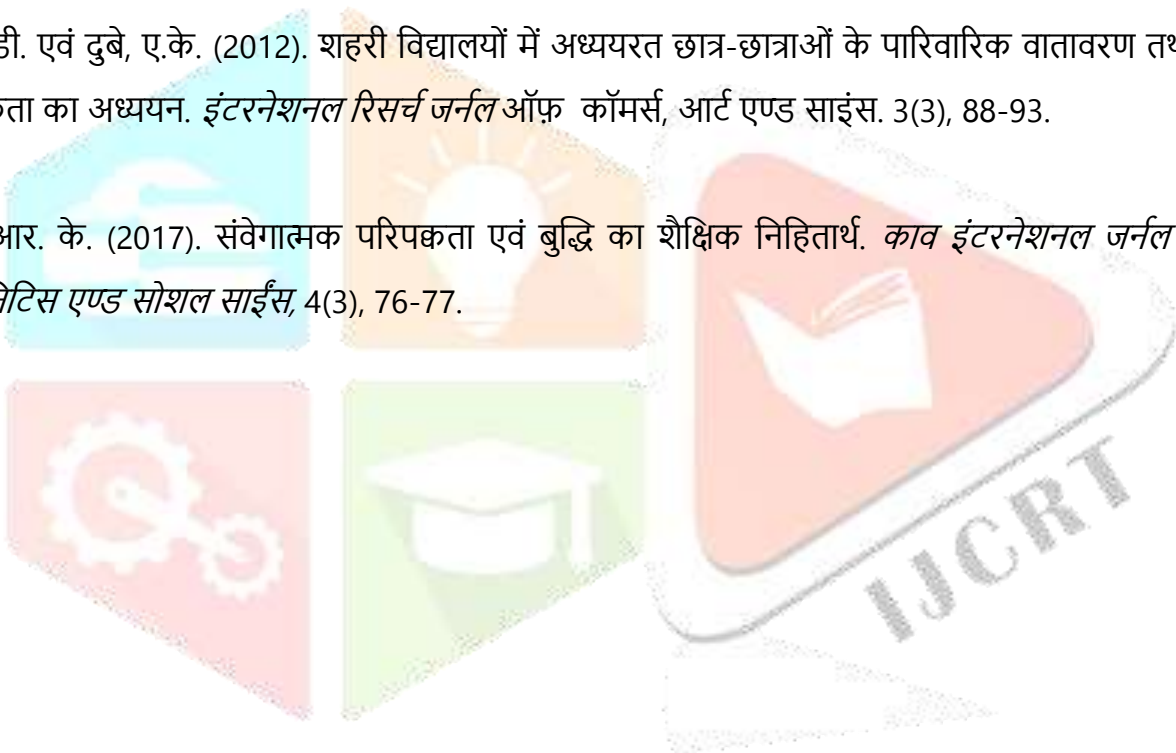 डी. एवं दुबे, ए.के. (2012). शहरी विद्यालयों में अध्ययरत छात्र-छात्राओं के पारिवारिक वातावरण
का अध्ययन. इंटरनेशनल रिसर्च जर्नल ऑफ़ कॉमर्स, आर्ट एण्ड साइंस. 3(3), 88-93.
आर. के. (2017). संवेगात्मक परिपक्वता एवं बुद्धि का शैक्षिक निहितार्थ. काव इंटरनेशनल जर्नल
एण्ड सोशल साईंस, 4(3), 76-77.
IJCRT